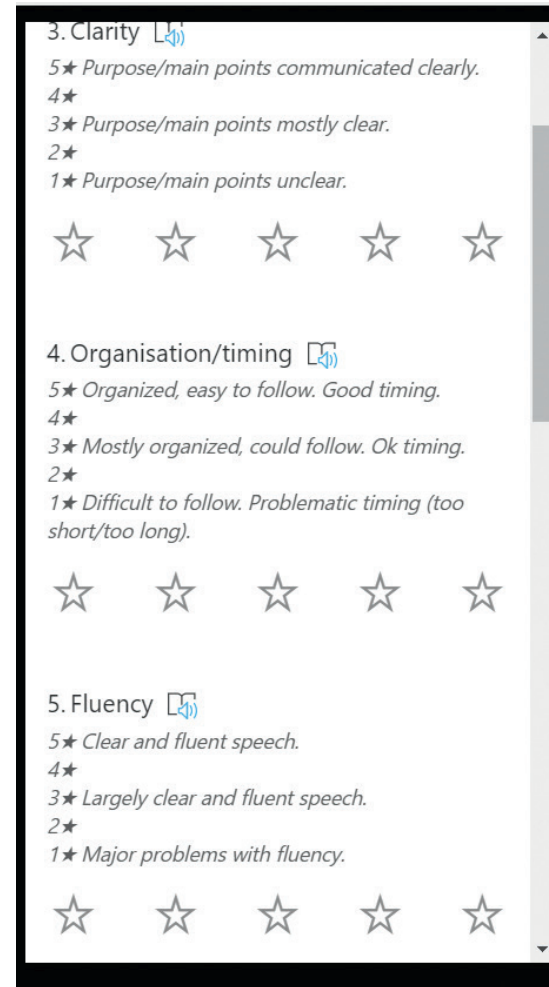 3. Clarity
5★ Purpose/main points communicated clearly.
4★
3★ Purpose/main points mostly clear.
2★
1★ Purpose/main points unclear.
4. Organisation/timing
5★ Organized, easy to follow. Good timing.
4★
3★ Mostly organized, could follow. Ok timing.
2★
1★ Difficult to follow. Problematic timing (too
short/too long).
5. Fluency
5★ Clear and fluent speech.
4★
3★ Largely clear and fluent speech.
2★
1★ Major problems with fluency.